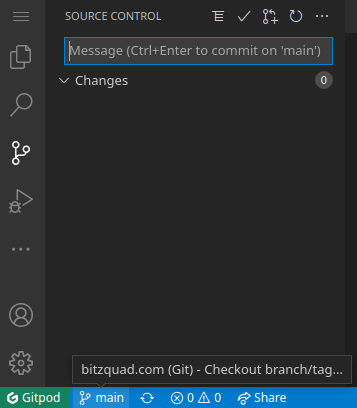 SOURCE CONTROL
Message (Ctrl+Enter to commit on 'main')
Changes 0
bitzquad.com (Git) - Checkout branch/tag...
Gitpod main 0 0 Share